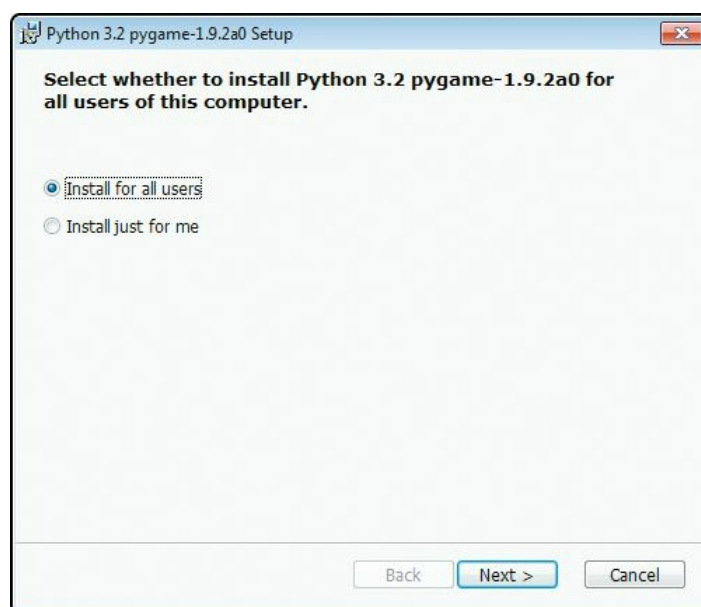 Python 3.2 pygame-1.9.2a0 Setup
Select whether to install Python 3.2 pygame-1.9.2a0 for
all users of this computer.
Install for all users
Install just for me
Back
Next >
Cancel